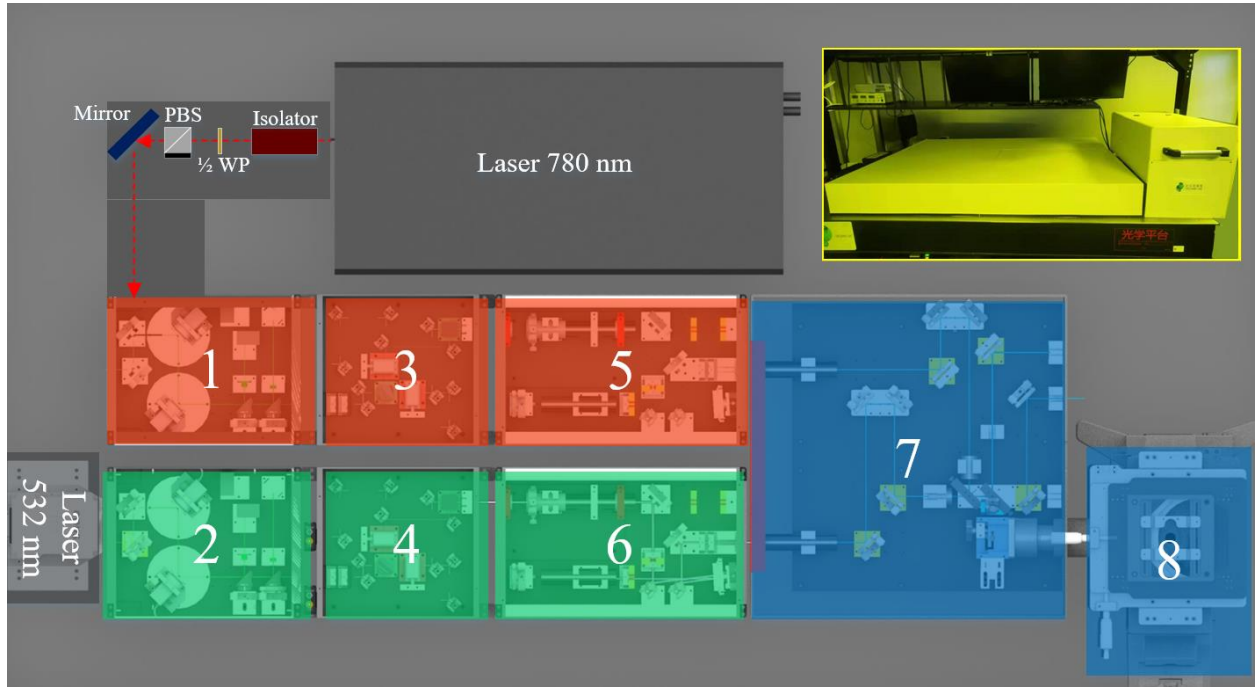 Mirror
PBS
½ WP
Isolator
Laser 780 nm
光学平台
1
3
5
7
2
4
6
8
Laser
532 nm